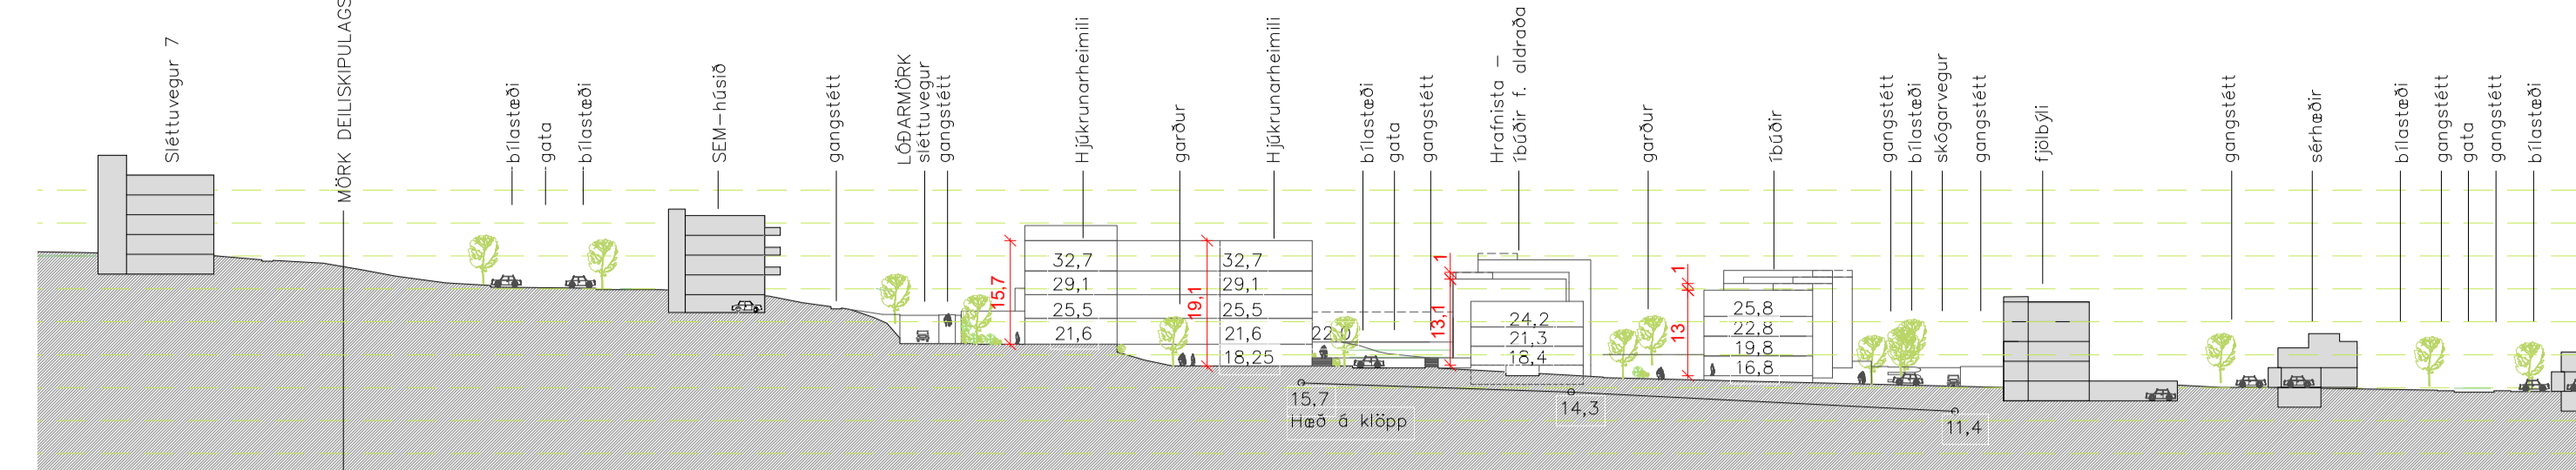 Sléttuvegur 7
MÖRK DEILISKIPULAGS
bílastæði
gata
bílastæði
SEM-húsið
gangstétt
LÓÐARMÖRK
sléttuvegur
gangstétt
Hjúkrunarheimili
garður
Hjúkrunarheimili
bílastæði
gata
gangstétt
Hrafnista -
íbúðir f. aldraða
garður
íbúðir
gangstétt
bílastæði
skógarvegur
gangstétt
fjölbýli
gangstétt
sérhæðir
bílastæði
gangstétt
gata
gangstétt
bílastæði
15,7
32,7
29,1
25,5
21,6
19,1
32,7
29,1
25,5
21,6
18.25
22,0
1
13,1
24,2
21,3
18,4
1
13
25,8
22,8
19,8
16,8
15,7
Hæð á klöpp
14,3
11,4